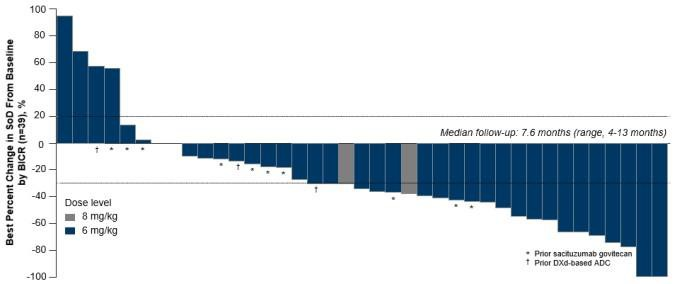 Best Percent Change in SoD From Baseline
by BICR (n=39), %
100
80
60
40
20
0
-20
-40
-60
-80
-100
Median follow-up: 7.6 months (range, 4-13 months)
† * * *
* † * * *
†
*
* *
Dose level
8 mg/kg
6 mg/kg
* Prior sacituzumab govitecan
† Prior DXd-based ADC